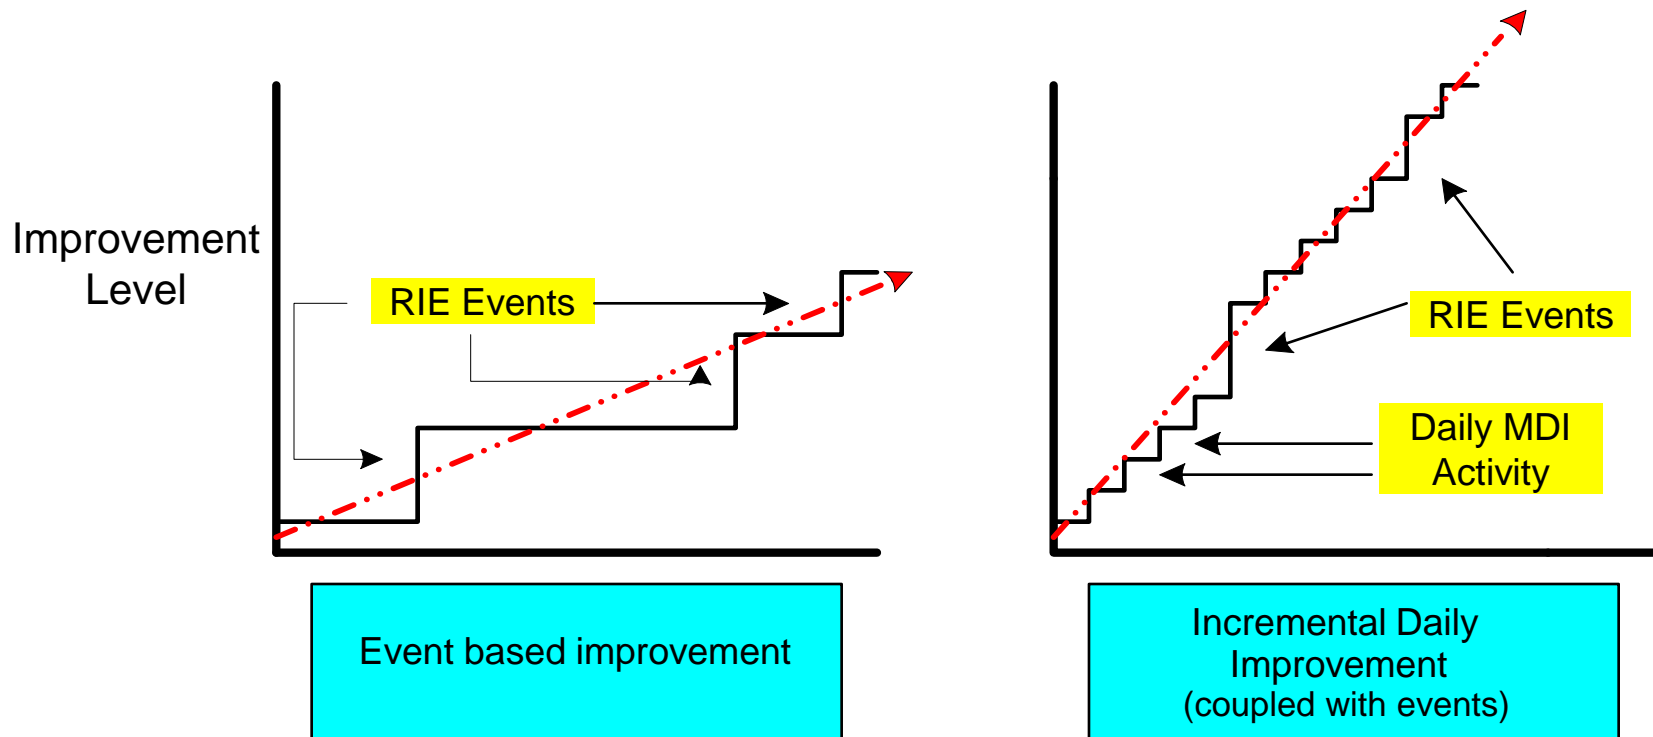 Improvement
Level
RIE Events
Event based improvement
RIE Events
Daily MDI
Activity
Incremental Daily
Improvement
(coupled with events)